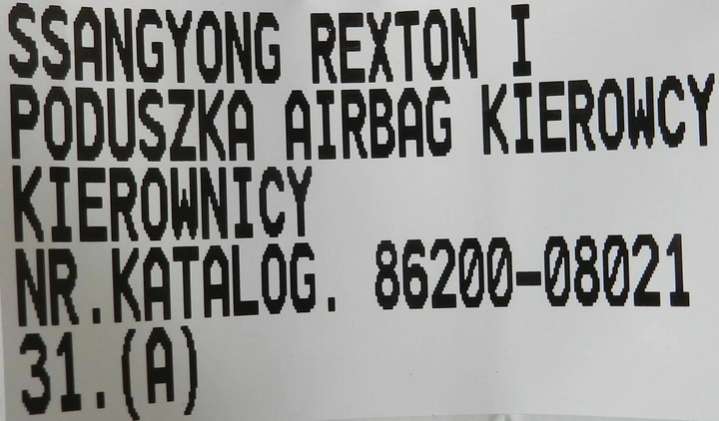 SSANGYONG REXTON I
PODUSZKA AIRBAG KIEROWCY
KIEROWNICY
NR.KATALOG. 86200-08021
31.(A)